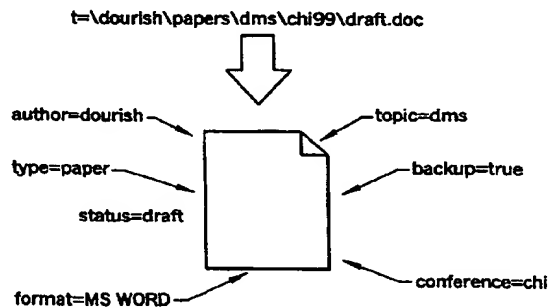 t=\dourish\papers\dms\chi99\draft.doc
author=dourish
topic=dms
type=paper
backup=true
status=draft
conference=chi
format=MS WORD